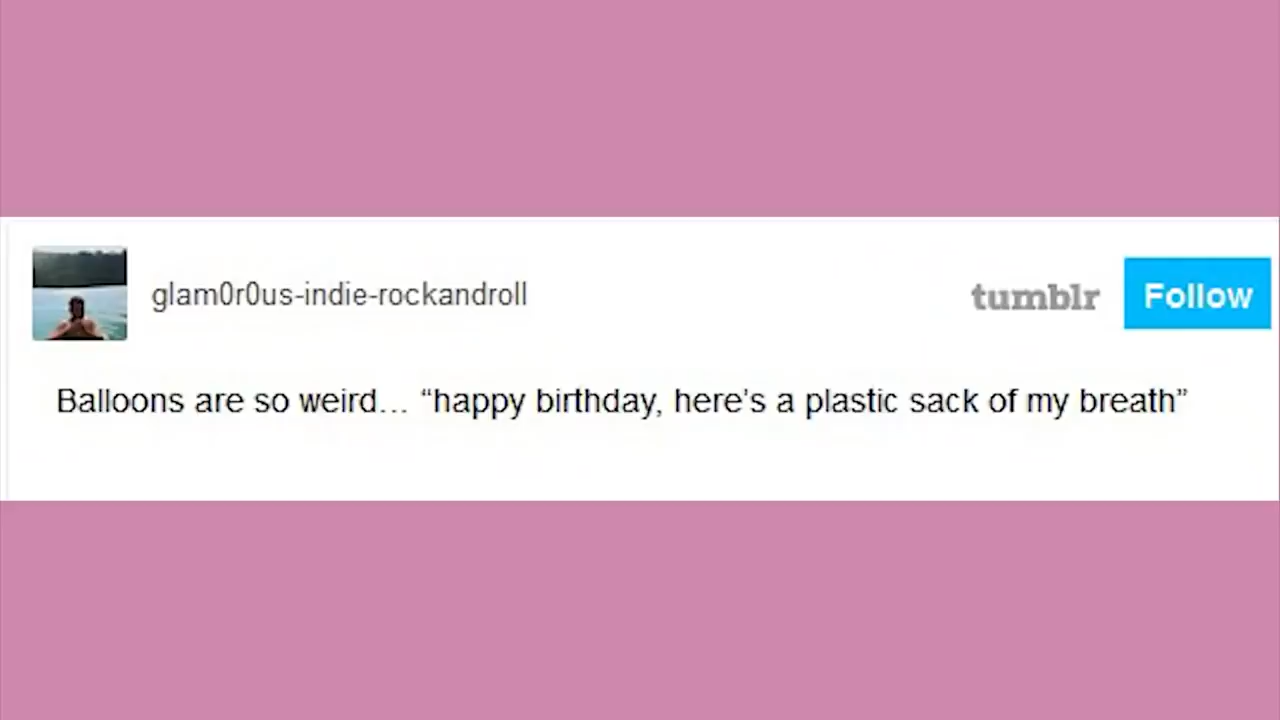 glam0r0us-indie-rockandroll
tumblr
Follow
Balloons are so weird… “happy birthday, here’s a plastic sack of my breath”